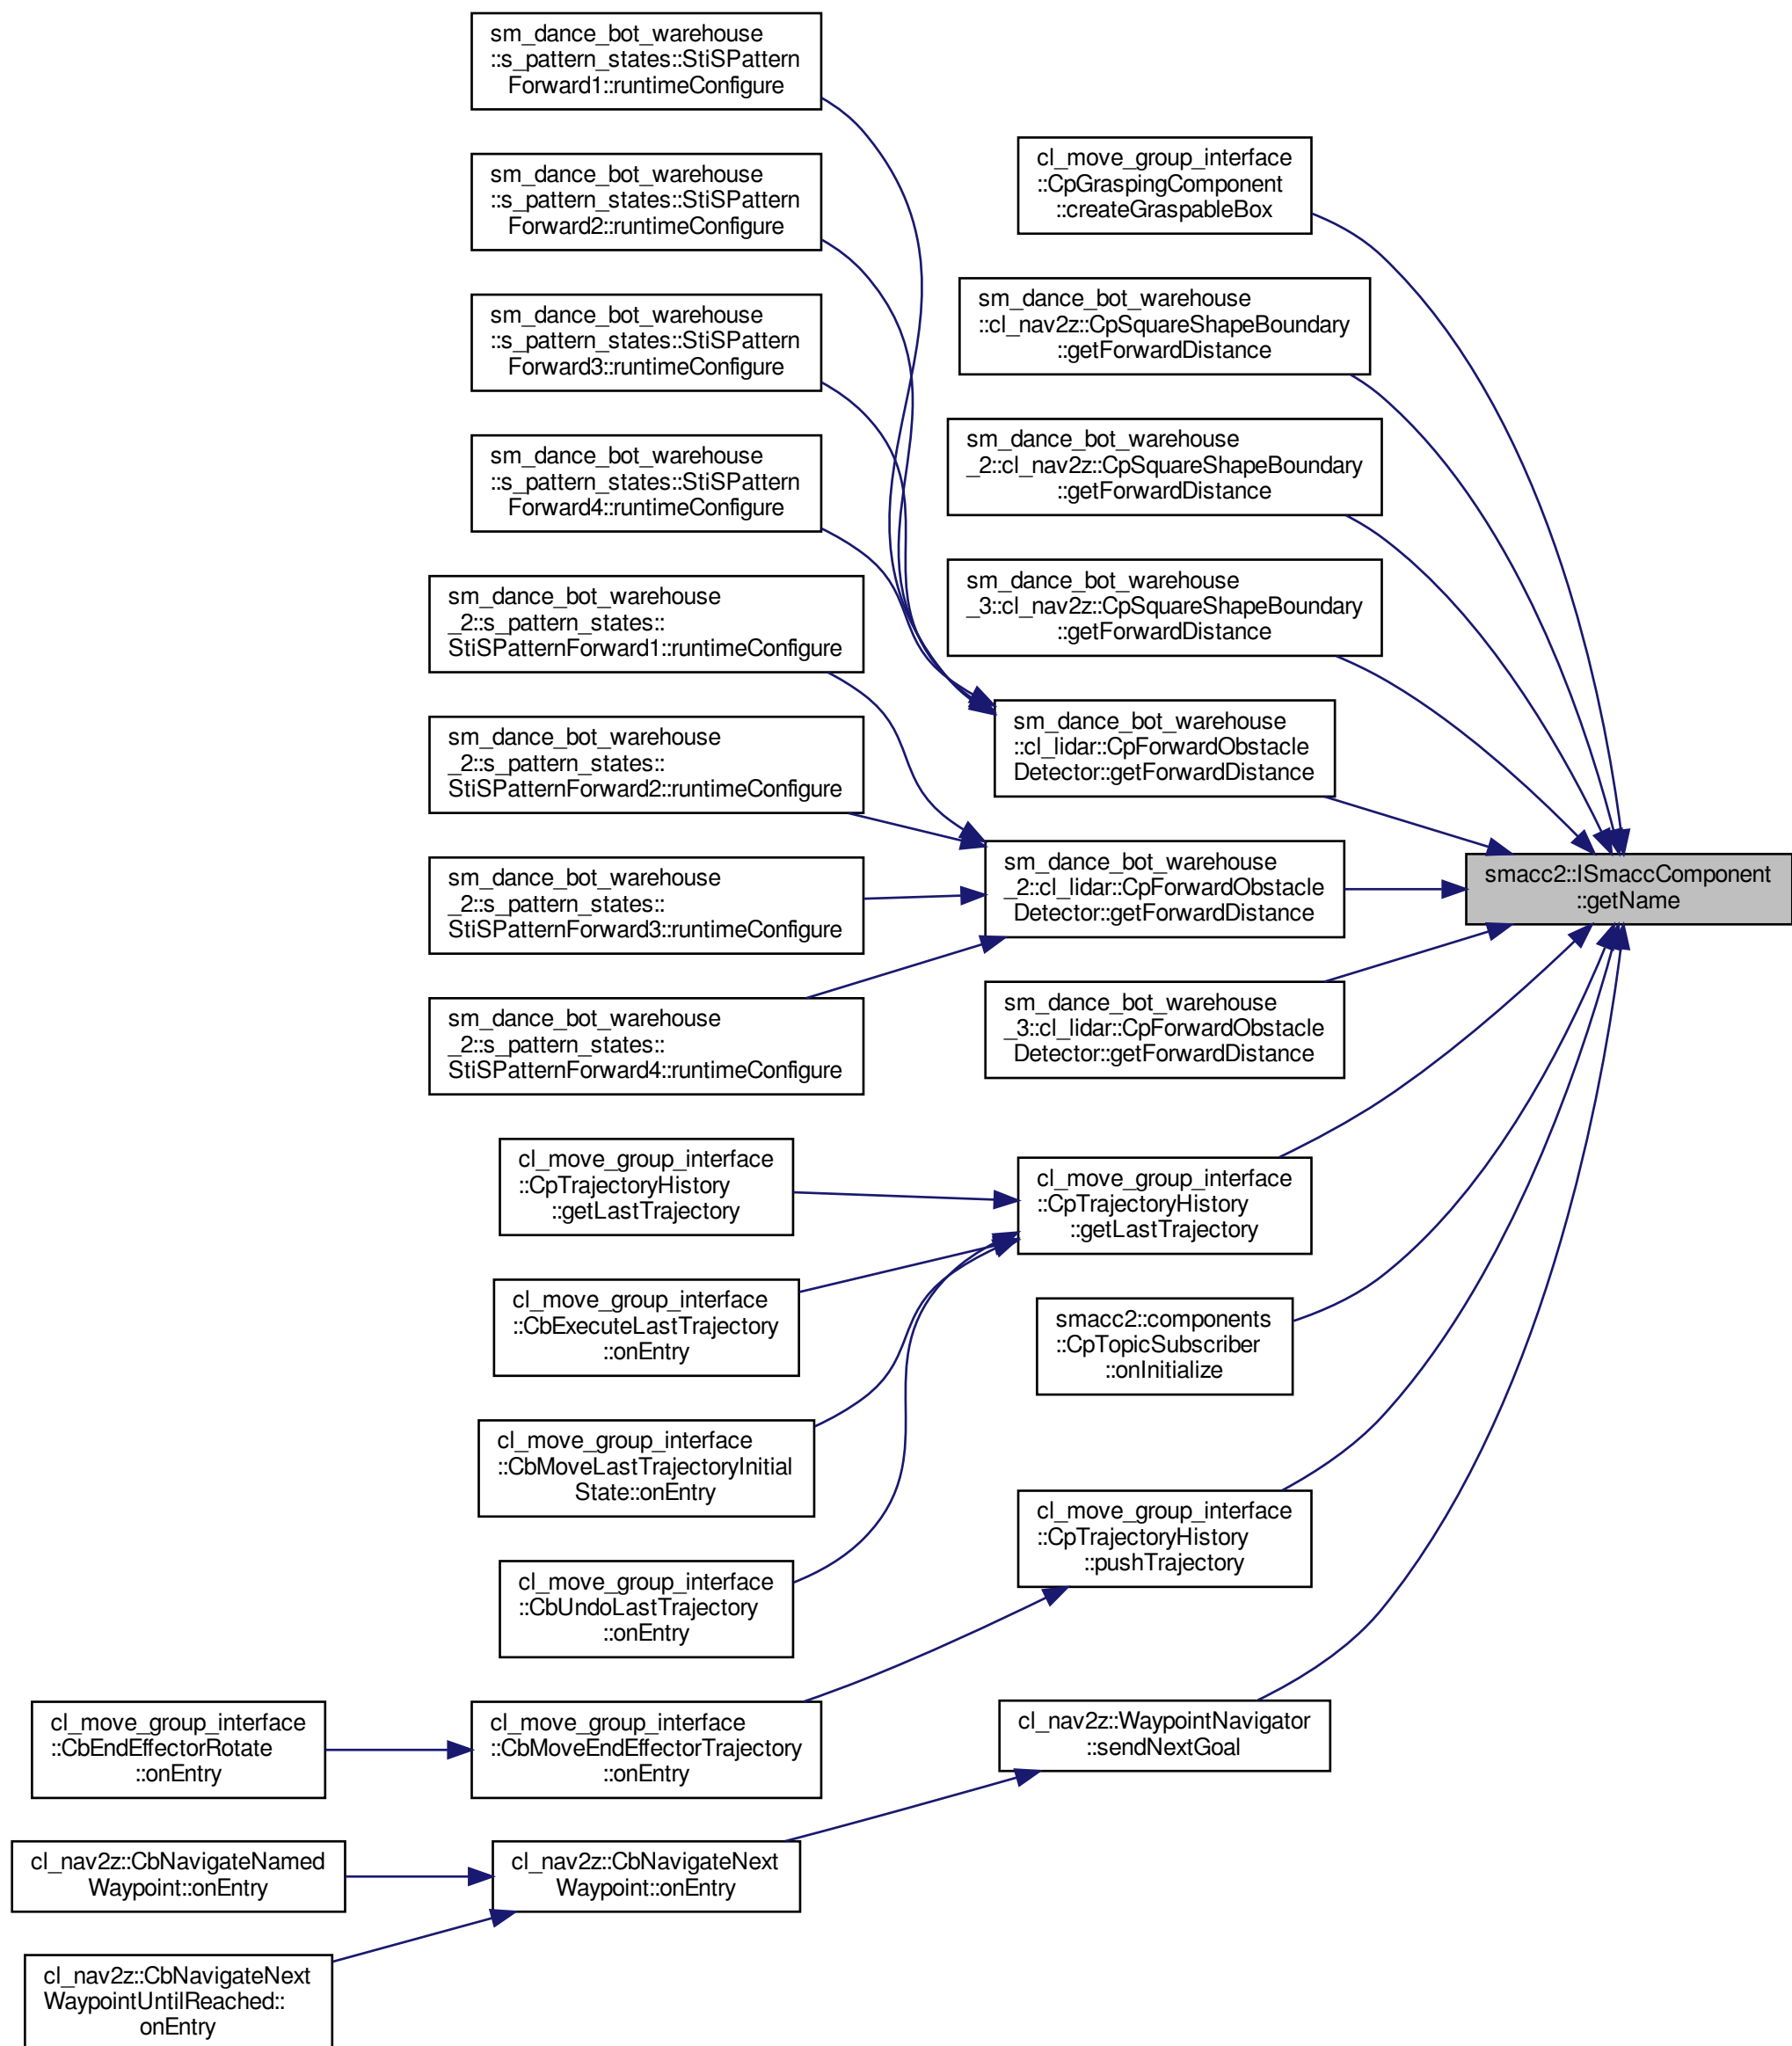 sm_dance_bot_warehouse
::s_pattern_states::StiSPattern
Forward1::runtimeConfigure
sm_dance_bot_warehouse
::s_pattern_states::StiSPattern
Forward2::runtimeConfigure
sm_dance_bot_warehouse
::s_pattern_states::StiSPattern
Forward3::runtimeConfigure
sm_dance_bot_warehouse
::s_pattern_states::StiSPattern
Forward4::runtimeConfigure
sm_dance_bot_warehouse
_2::s_pattern_states::
StiSPatternForward1::runtimeConfigure
sm_dance_bot_warehouse
_2::s_pattern_states::
StiSPatternForward2::runtimeConfigure
sm_dance_bot_warehouse
_2::s_pattern_states::
StiSPatternForward3::runtimeConfigure
sm_dance_bot_warehouse
_2::s_pattern_states::
StiSPatternForward4::runtimeConfigure
cl_move_group_interface
::CpTrajectoryHistory
::getLastTrajectory
cl_move_group_interface
::CbExecuteLastTrajectory
::onEntry
cl_move_group_interface
::CbMoveLastTrajectoryInitial
State::onEntry
cl_move_group_interface
::CbUndoLastTrajectory
::onEntry
cl_move_group_interface
::CbEndEffectorRotate
::onEntry
cl_move_group_interface
::CbMoveEndEffectorTrajectory
::onEntry
cl_nav2z::CbNavigateNamed
Waypoint::onEntry
cl_nav2z::CbNavigateNext
Waypoint::onEntry
cl_nav2z::CbNavigateNext
WaypointUntilReached::
onEntry
cl_move_group_interface
::CpGraspingComponent
::createGraspableBox
sm_dance_bot_warehouse
::cl_nav2z::CpSquareShapeBoundary
::getForwardDistance
sm_dance_bot_warehouse
_2::cl_nav2z::CpSquareShapeBoundary
::getForwardDistance
sm_dance_bot_warehouse
_3::cl_nav2z::CpSquareShapeBoundary
::getForwardDistance
sm_dance_bot_warehouse
::cl_lidar::CpForwardObstacle
Detector::getForwardDistance
sm_dance_bot_warehouse
_2::cl_lidar::CpForwardObstacle
Detector::getForwardDistance
sm_dance_bot_warehouse
_3::cl_lidar::CpForwardObstacle
Detector::getForwardDistance
cl_move_group_interface
::CpTrajectoryHistory
::getLastTrajectory
smacc2::components
::CpTopicSubscriber
::onInitialize
cl_move_group_interface
::CpTrajectoryHistory
::pushTrajectory
cl_nav2z::WaypointNavigator
::sendNextGoal
smacc2::ISmaccComponent
::getName